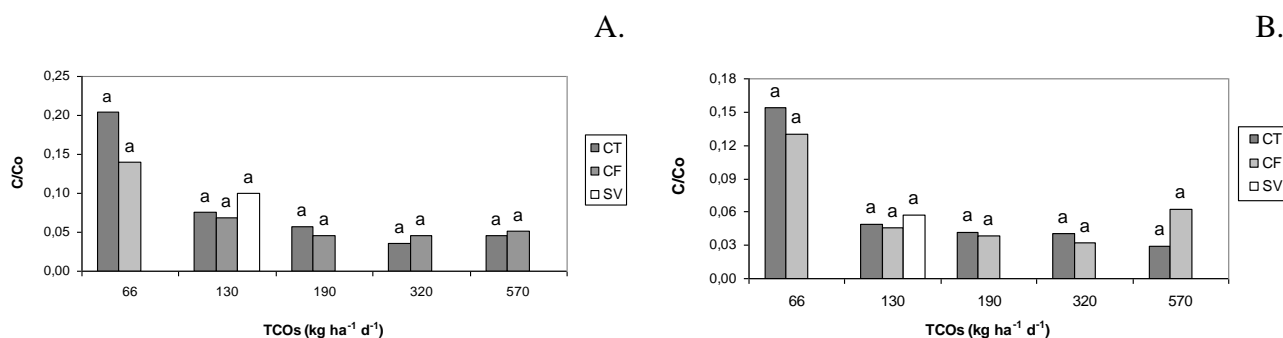 A.
0,25
0,20
0,15
0,10
0,05
0,00
C/Co
a
a
a
a
a
a
a
a
a
a
a
66
130
190
320
570
TCOs (kg ha⁻¹ d⁻¹)
CT
CF
SV
B.
0,18
0,15
0,12
0,09
0,06
0,03
0,00
C/Co
a
a
a
a
a
a
a
a
a
a
a
66
130
190
320
570
TCOs (kg ha⁻¹ d⁻¹)
CT
CF
SV